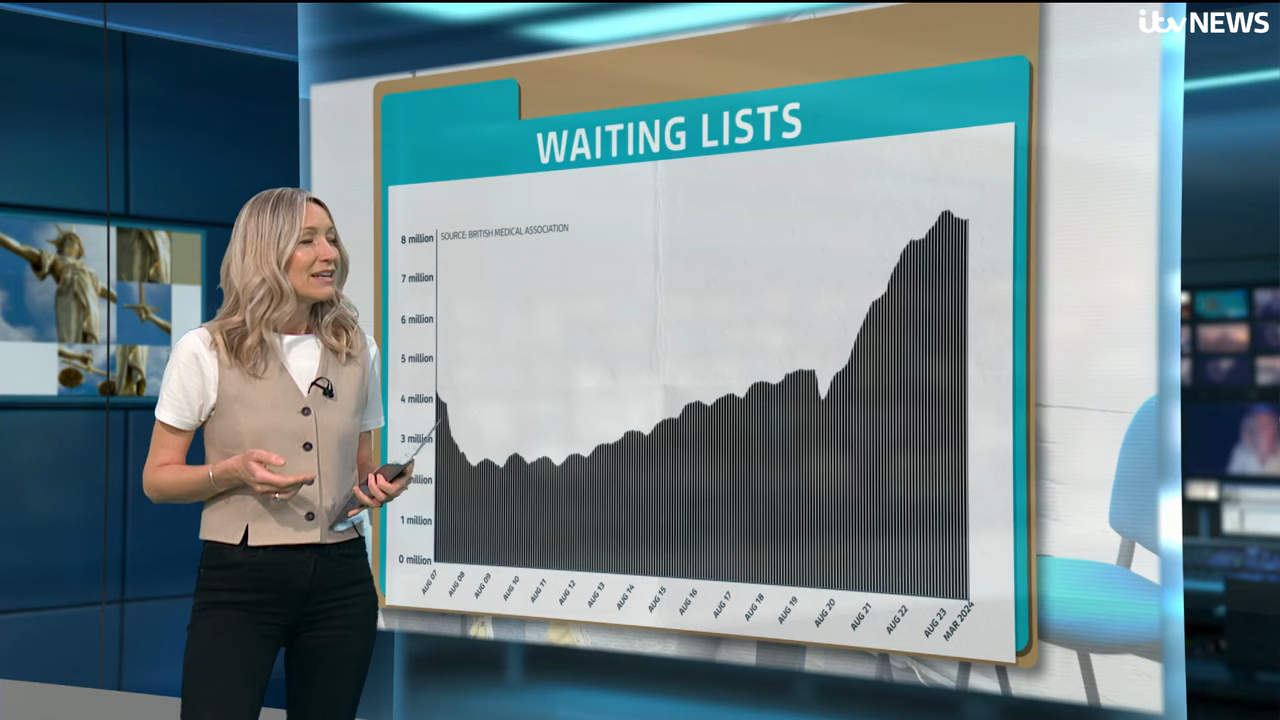 itv NEWS
WAITING LISTS
SOURCE: BRITISH MEDICAL ASSOCIATION
8 million
7 million
6 million
5 million
4 million
3 million
million
1 million
0 million
AUG 07
AUG 08
AUG 09
AUG 10
AUG 11
AUG 12
AUG 13
AUG 14
AUG 15
AUG 16
AUG 17
AUG 18
AUG 19
AUG 20
AUG 21
AUG 22
AUG 23
MAR 2024